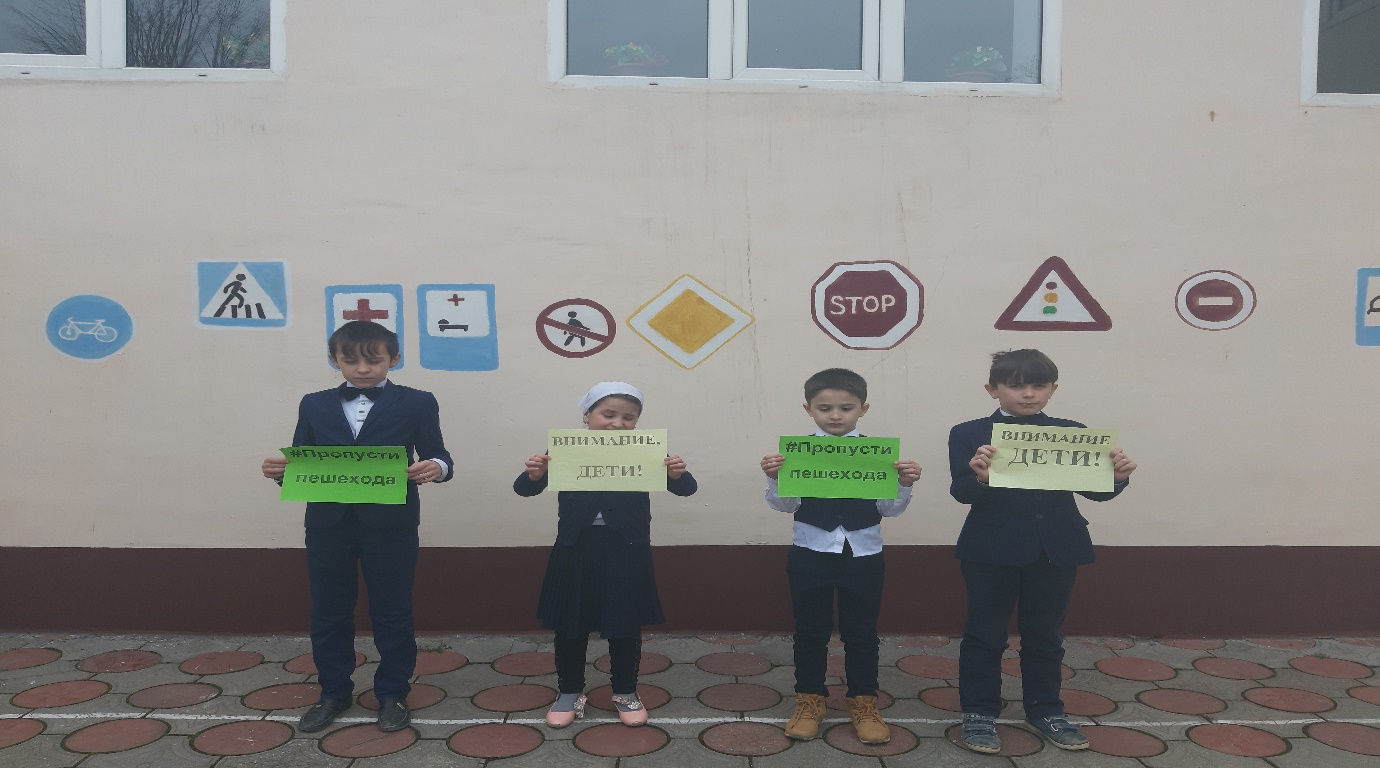 STOP
#Пропусти
пешехода
ВНИМАНИЕ,
ДЕТИ!
#Пропусти
пешехода
ВНИМАНИЕ
ДЕТИ!